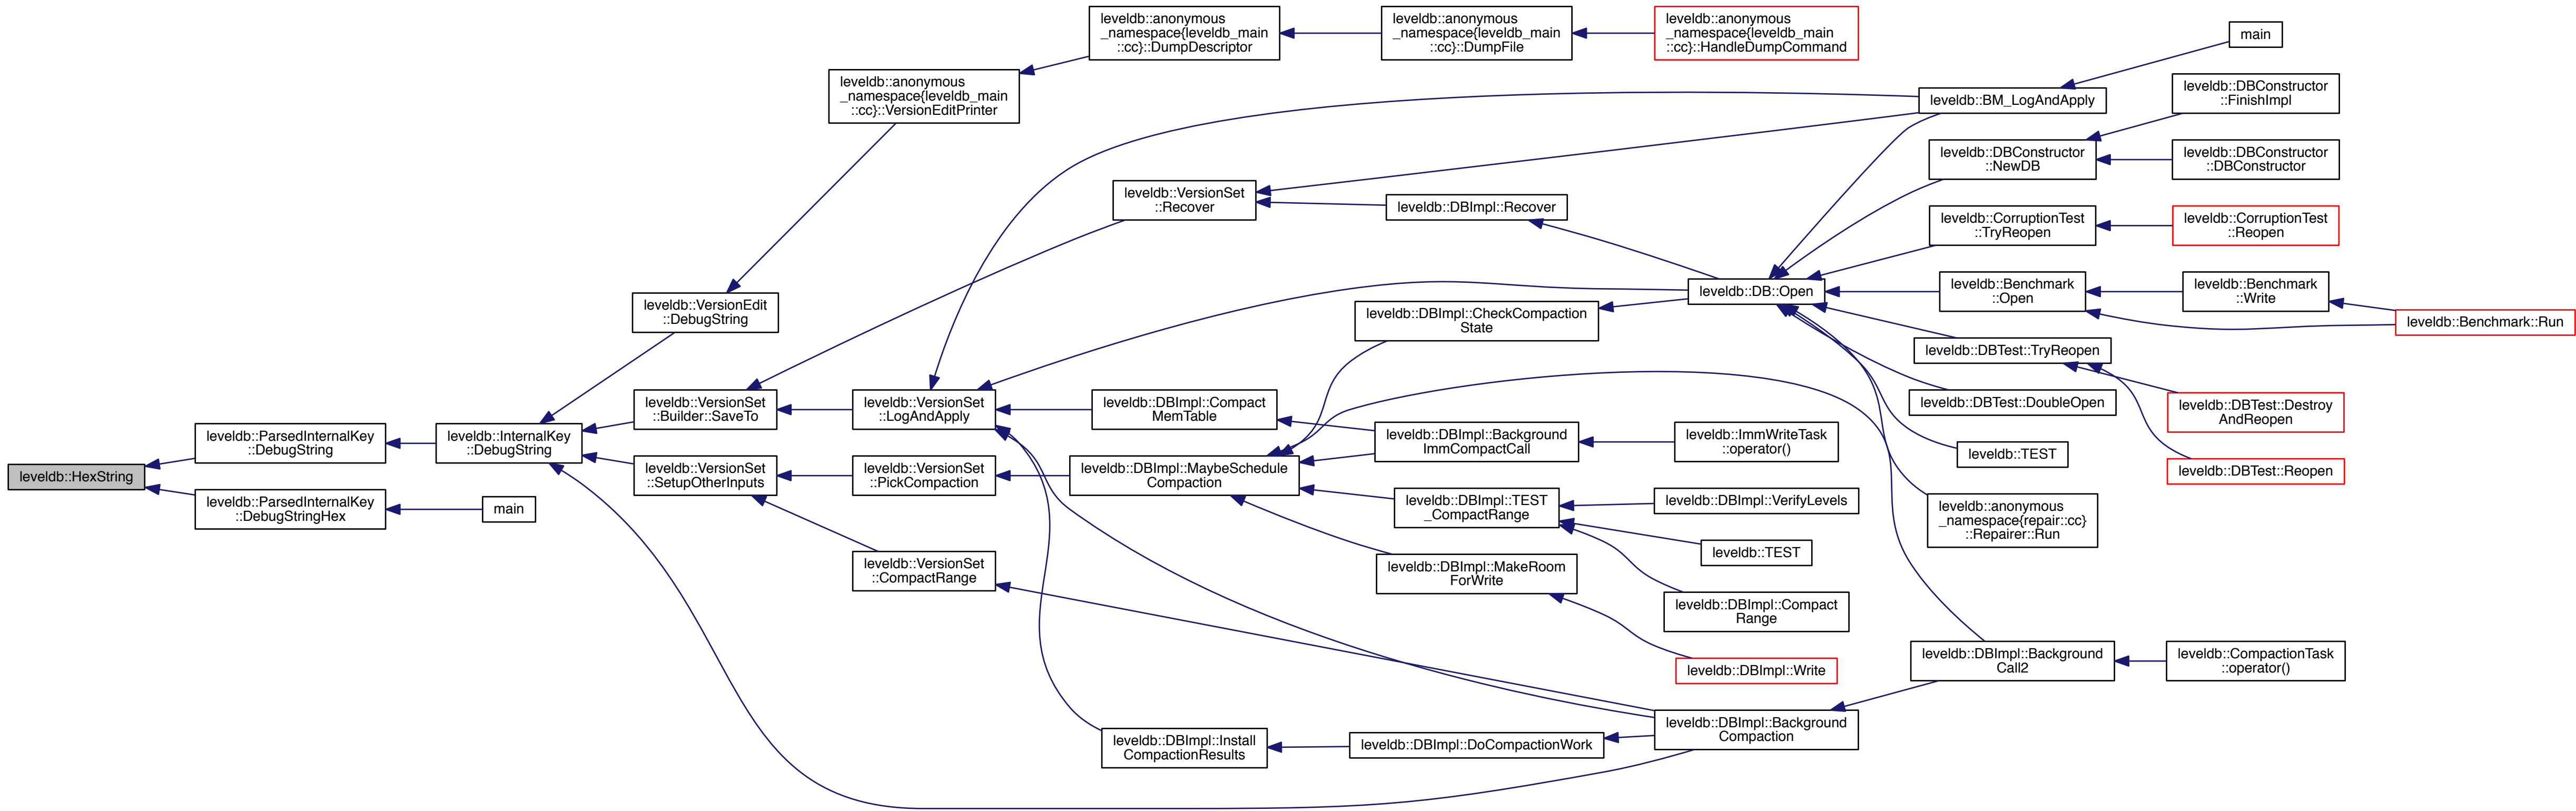 leveldb::HexString
leveldb::ParsedInternalKey
::DebugString
leveldb::ParsedInternalKey
::DebugStringHex
main
leveldb::InternalKey
::DebugString
leveldb::VersionEdit
::DebugString
leveldb::VersionSet
::Builder::SaveTo
leveldb::VersionSet
::SetupOtherInputs
leveldb::anonymous
_namespace{leveldb_main
::cc}::VersionEditPrinter
leveldb::VersionSet
::LogAndApply
leveldb::VersionSet
::PickCompaction
leveldb::VersionSet
::CompactRange
leveldb::anonymous
_namespace{leveldb_main
::cc}::DumpDescriptor
leveldb::VersionSet
::Recover
leveldb::DBImpl::Compact
MemTable
leveldb::DBImpl::MaybeSchedule
Compaction
leveldb::DBImpl::Install
CompactionResults
leveldb::anonymous
_namespace{leveldb_main
::cc}::DumpFile
leveldb::DBImpl::Recover
leveldb::DBImpl::CheckCompaction
State
leveldb::DBImpl::Background
ImmCompactCall
leveldb::DBImpl::TEST
_CompactRange
leveldb::DBImpl::MakeRoom
ForWrite
leveldb::DBImpl::DoCompactionWork
leveldb::anonymous
_namespace{leveldb_main
::cc}::HandleDumpCommand
leveldb::DB::Open
leveldb::ImmWriteTask
::operator()
leveldb::DBImpl::VerifyLevels
leveldb::TEST
leveldb::DBImpl::Compact
Range
leveldb::DBImpl::Write
leveldb::DBImpl::Background
Compaction
leveldb::BM_LogAndApply
leveldb::DBConstructor
::NewDB
leveldb::CorruptionTest
::TryReopen
leveldb::Benchmark
::Open
leveldb::DBTest::TryReopen
leveldb::DBTest::DoubleOpen
leveldb::TEST
leveldb::anonymous
_namespace{repair::cc}
::Repairer::Run
leveldb::DBImpl::Background
Call2
main
leveldb::DBConstructor
::FinishImpl
leveldb::DBConstructor
::DBConstructor
leveldb::CorruptionTest
::Reopen
leveldb::Benchmark
::Write
leveldb::Benchmark::Run
leveldb::DBTest::Destroy
AndReopen
leveldb::DBTest::Reopen
leveldb::CompactionTask
::operator()